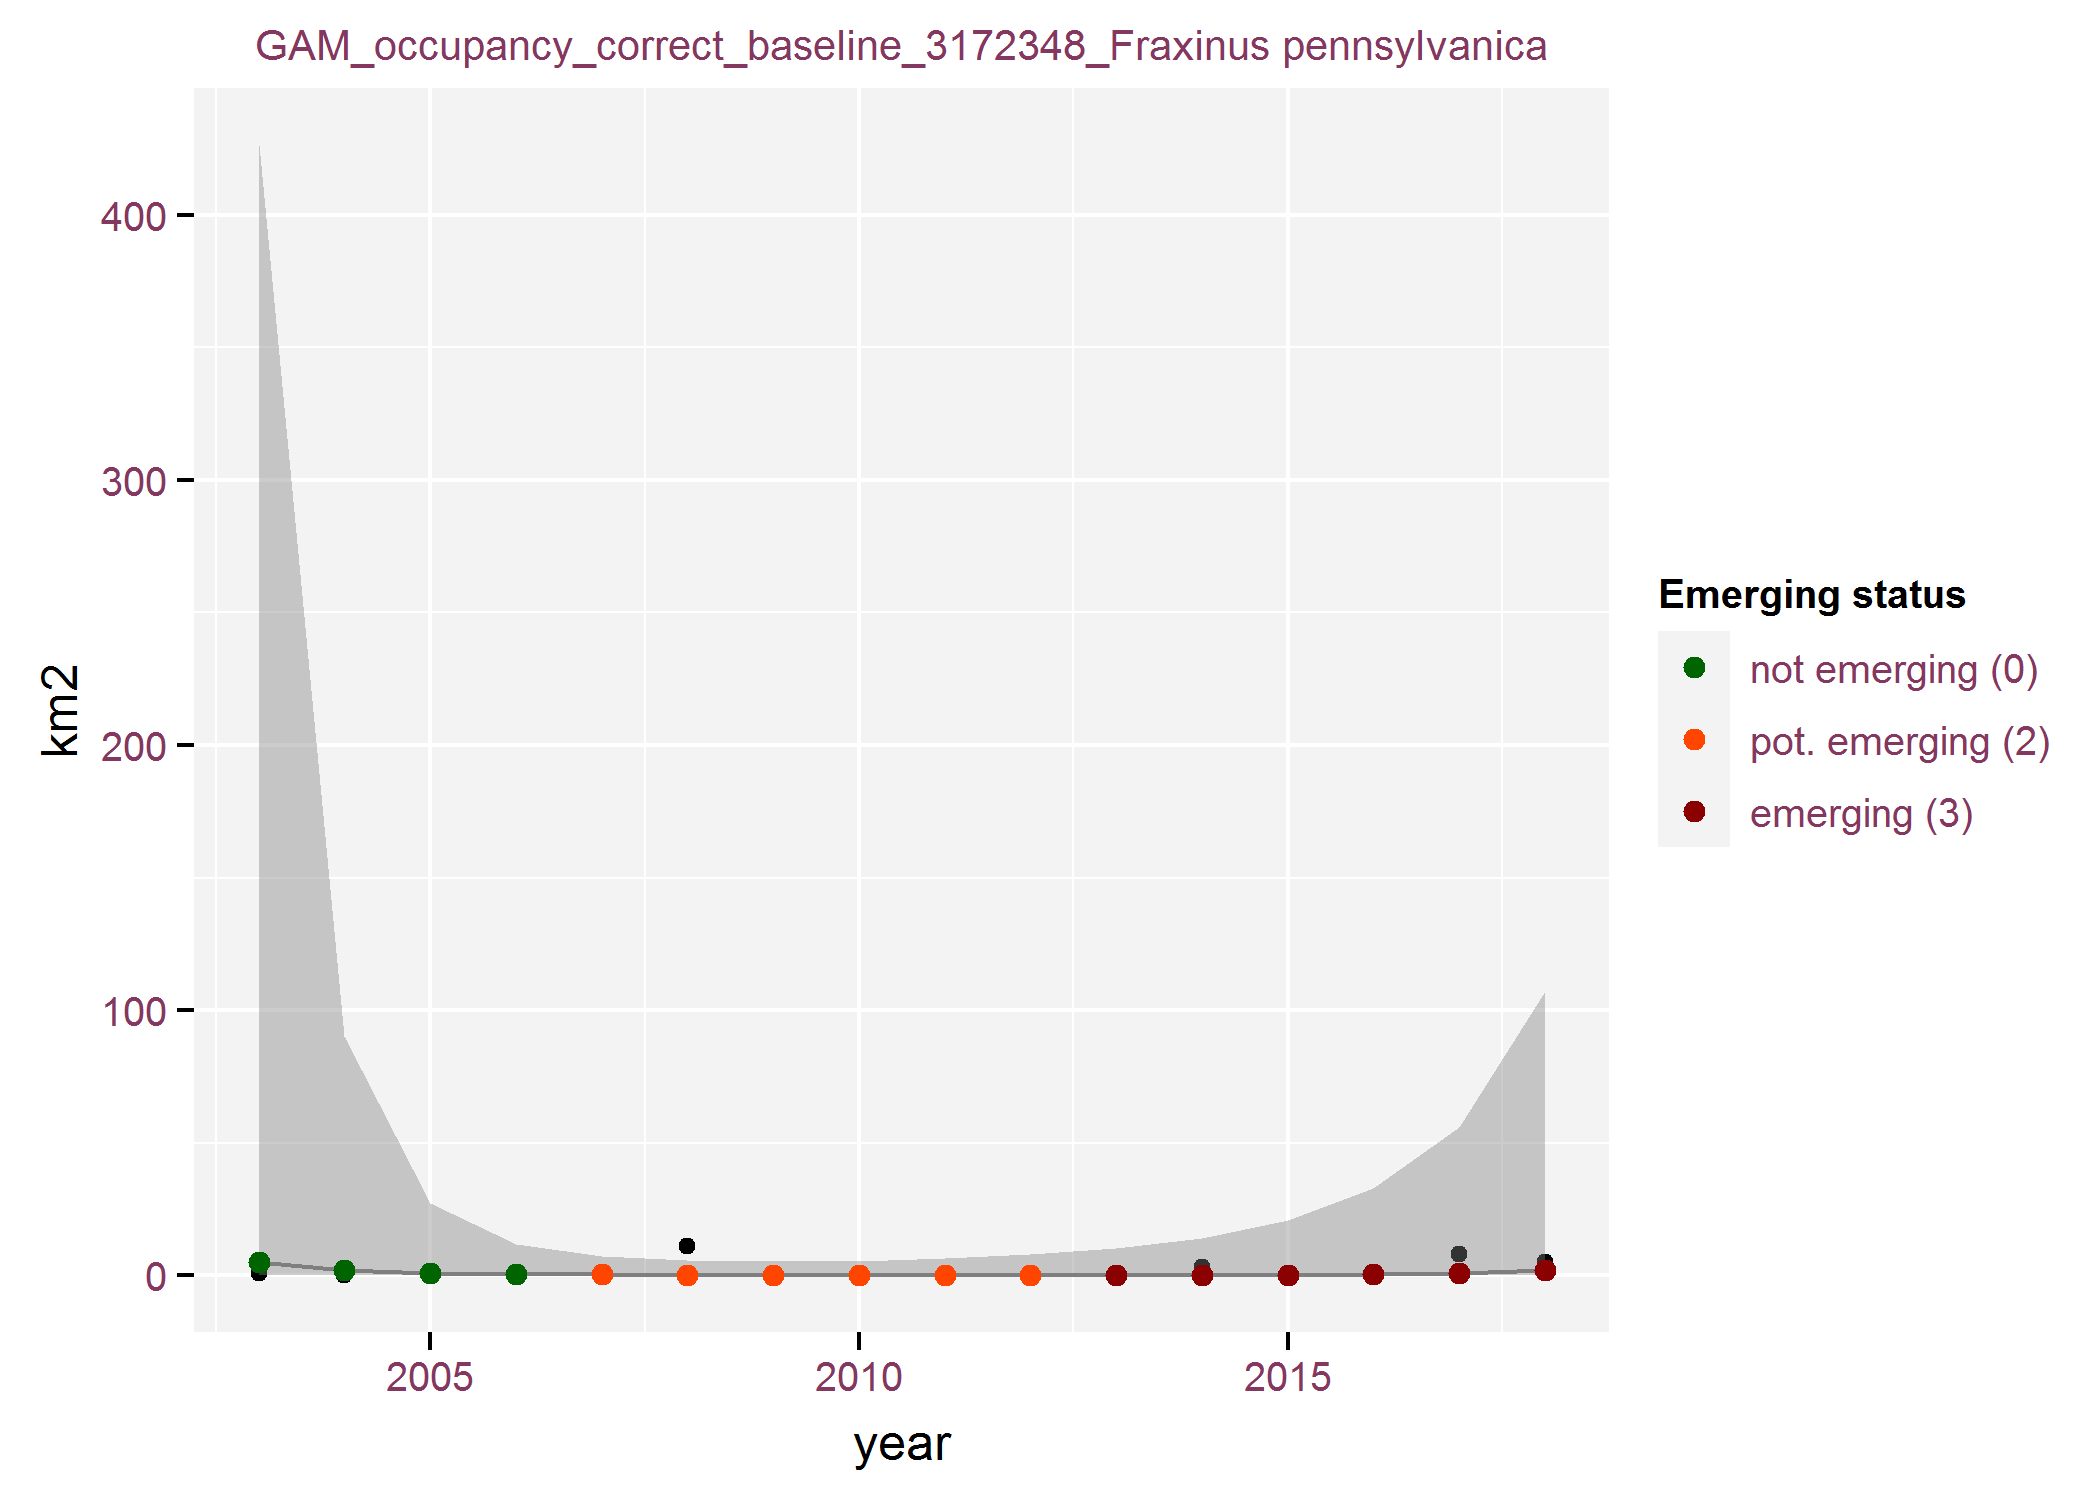 GAM_occupancy_correct_baseline_3172348_Fraxinus pennsylvanica
400
300
200
100
0
km2
2005 2010 2015
year
Emerging status
not emerging (0)
pot. emerging (2)
emerging (3)